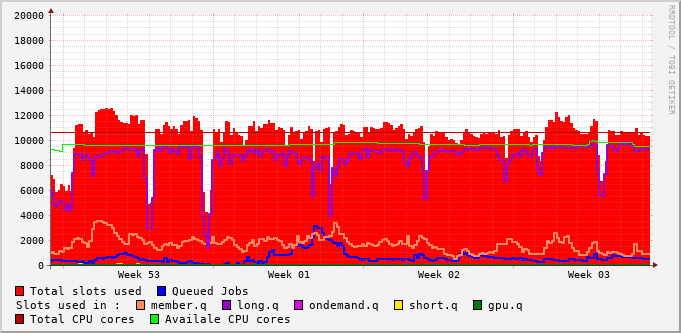 20000
18000
16000
14000
12000
10000
8000
6000
4000
2000
0
Week 53 Week 01 Week 02 Week 03
RRDTOOL / TOBI OETIKER
Total slots used Queued Jobs
Slots used in : member.q long.q ondemand.q short.q gpu.q
Total CPU cores Availale CPU cores